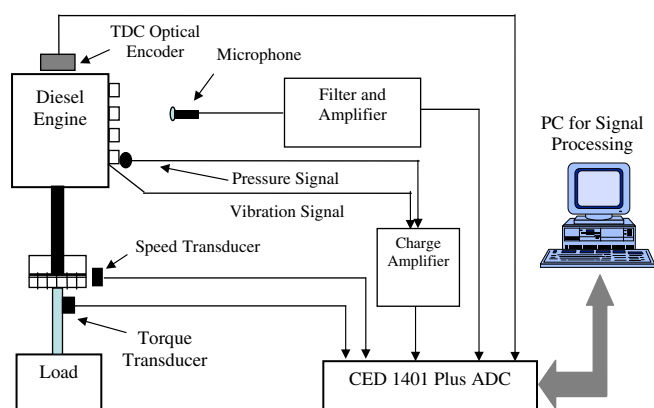 TDC Optical
Encoder
Microphone
Diesel
Engine
Filter and
Amplifier
PC for Signal
Processing
Pressure Signal
Vibration Signal
Speed Transducer
Charge
Amplifier
Torque
Transducer
Load
CED 1401 Plus ADC